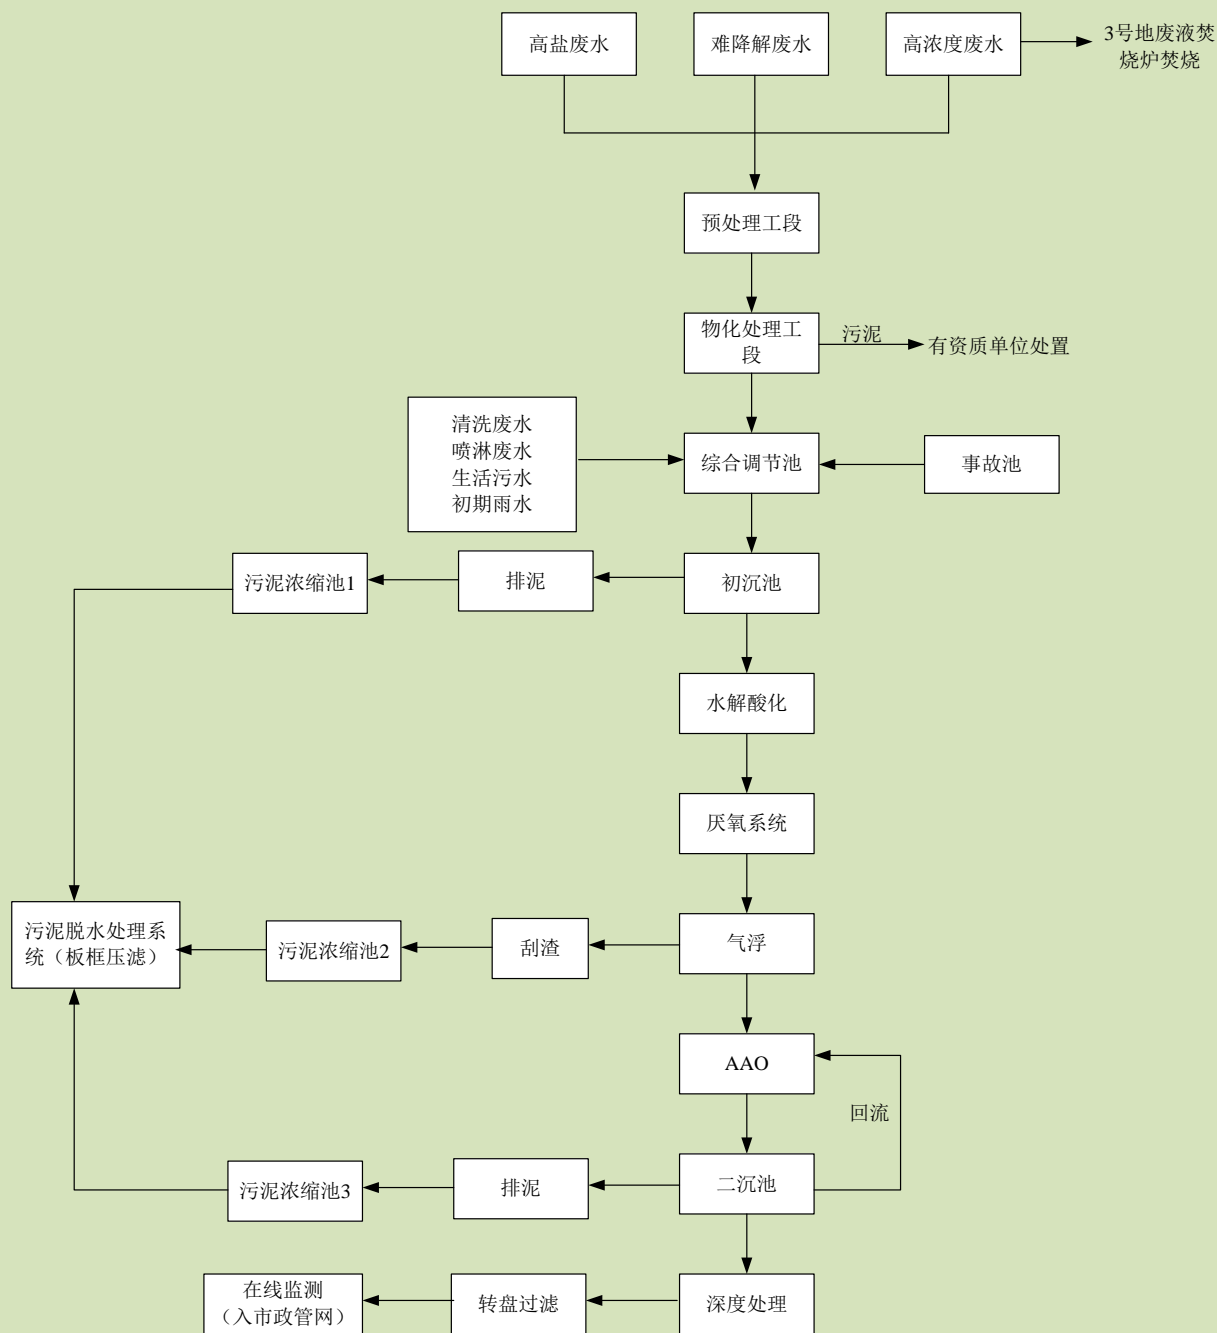 高盐废水
难降解废水
高浓度废水
3号地废液焚
烧炉焚烧
预处理工段
物化处理工
段
污泥
有资质单位处置
清洗废水
喷淋废水
生活污水
初期雨水
综合调节池
事故池
污泥浓缩池1
排泥
初沉池
水解酸化
厌氧系统
污泥脱水处理系
统（板框压滤）
污泥浓缩池2
刮渣
气浮
AAO
回流
污泥浓缩池3
排泥
二沉池
在线监测
（入市政管网）
转盘过滤
深度处理